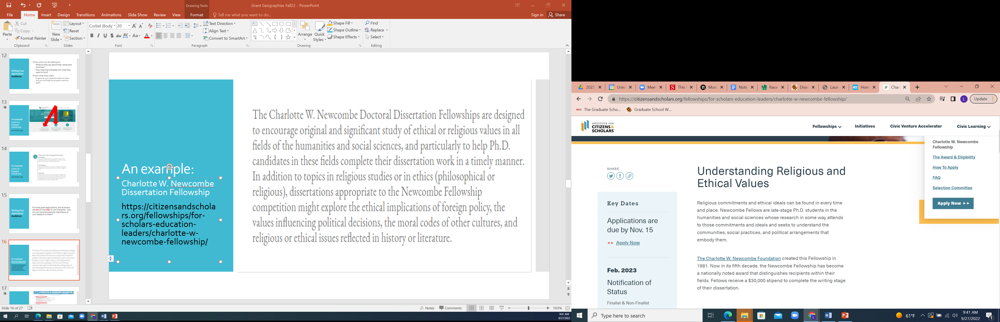 Drawing Tools
Grant Geographies Fall22 - PowerPoint
File Home Insert Design Transitions Animations Slide Show Review View Format Tell me what you want to do... Sign in Share
Paste
Cut
Copy
Format Painter
Clipboard
New Slide
Layout
Reset
Section
Slides
Corbel (Body) 20
Font
Text Direction
Align Text
Convert to SmartArt
Paragraph
Arrange
Quick Styles
Shape Fill
Shape Outline
Shape Effects
Drawing
Find
Replace
Select
Editing
12
Writing Your
Application:
Audience
Know who you are talking to
What do they say about their values and
priorities?
How does that translate into what they
want to fund?
Know what they want
In general, your audience wants to know
how you will help the program meet its
goals
13
An example:
Center for
Engaged
Scholarship
cescholar.org/
14
An example:
Center for
Engaged
Scholarship
cescholar.org/
What is the Center for Engaged Scholarship?
15
Writing Your
Application:
Audience
For most grant applications, the reviewers
are not (or not only) in your discipline. How
will you communicate the importance of
your research to them?
16
17
CHARLOTTE W. NEWCOMBE FELLOWSHIP
An example:
Charlotte W. Newcombe
Dissertation Fellowship
https://citizensandschola
rs.org/fellowships/for-
scholars-education-
leaders/charlotte-w-
newcombe-fellowship/
The Charlotte W. Newcombe Doctoral Dissertation Fellowships are designed
to encourage original and significant study of ethical or religious values in all
fields of the humanities and social sciences, and particularly to help Ph.D.
candidates in these fields complete their dissertation work in a timely manner.
In addition to topics in religious studies or in ethics (philosophical or
religious), dissertations appropriate to the Newcombe Fellowship
competition might explore the ethical implications of foreign policy, the
values influencing political decisions, the moral codes of other cultures, and
religious or ethical issues reflected in history or literature.
Slide 16 of 27
Notes Comments 103%
9:41 AM
9/27/2022
2023 Univ Meet This Most Note Race Disse Laun Hom Charl
https://citizensandscholars.org/fellowships/for-scholars-education-leaders/charlotte-w-newcombe-fellowship/
L Update
The Graduate Scho... Graduate School W...
INSTITUTE FOR
CITIZENS &
SCHOLARS
Fellowships Initiatives Civic Venture Accelerator Civic Learning
Charlotte W. Newcombe
Fellowship
The Award & Eligibility
How To Apply
FAQ
Selection Committee
Apply Now
SHARE
Key Dates
Applications are
due by Nov. 15
Apply Now
Feb. 2023
Notification of
Status
Finalist & Non-Finalist
Understanding Religious and
Ethical Values
Religious commitments and ethical ideals can be found in every time
and place. Newcombe Fellows are late-stage Ph.D. students in the
humanities and social sciences whose research in some way attends
to those commitments and ideals and seeks to understand the
communities, social practices, and political arrangements that
embody them.
The Charlotte W. Newcombe Foundation created this Fellowship in
1981. Now in its fifth decade, the Newcombe Fellowship has become
a nationally noted award that distinguishes recipients within their
fields. Fellows receive a $30,000 stipend to complete the writing stage
of their dissertation.
Type here to search
61°F
9:41 AM
9/27/2022